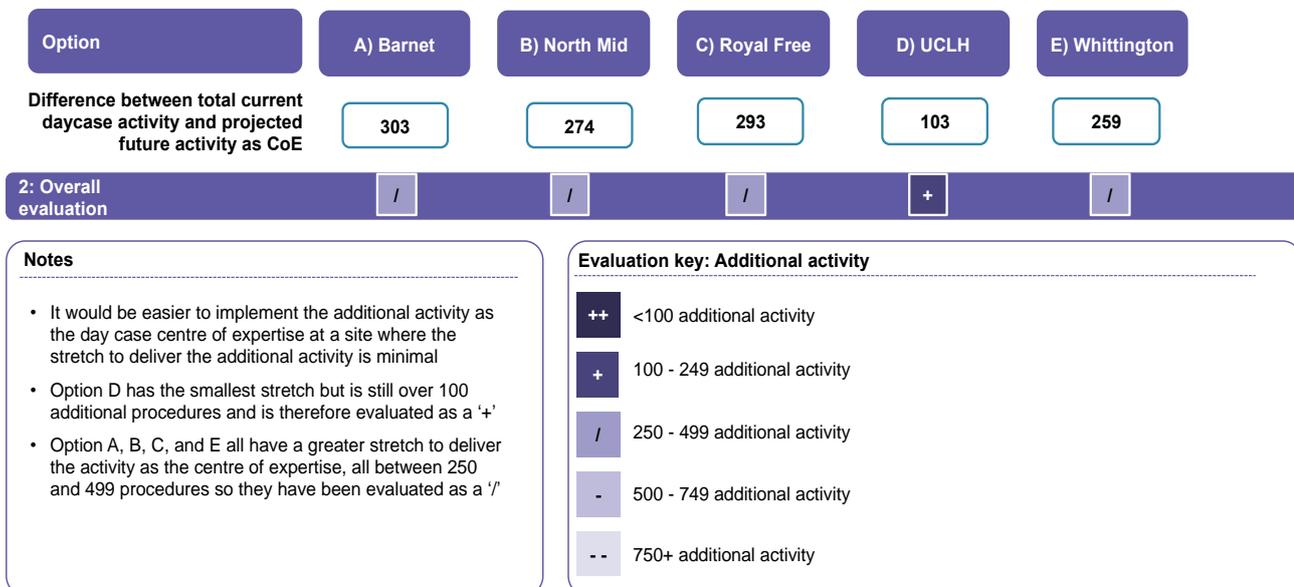 Option
A) Barnet
B) North Mid
C) Royal Free
D) UCLH
E) Whittington
Difference between total current
daycase activity and projected
future activity as CoE
303
274
293
103
259
2: Overall
evaluation
/
/
/
+
/
Notes
• It would be easier to implement the additional activity as
the day case centre of expertise at a site where the
stretch to deliver the additional activity is minimal
• Option D has the smallest stretch but is still over 100
additional procedures and is therefore evaluated as a ‘+’
• Option A, B, C, and E all have a greater stretch to deliver
the activity as the centre of expertise, all between 250
and 499 procedures so they have been evaluated as a ‘/’
Evaluation key: Additional activity
++ <100 additional activity
+ 100 - 249 additional activity
/ 250 - 499 additional activity
- 500 - 749 additional activity
- - 750+ additional activity